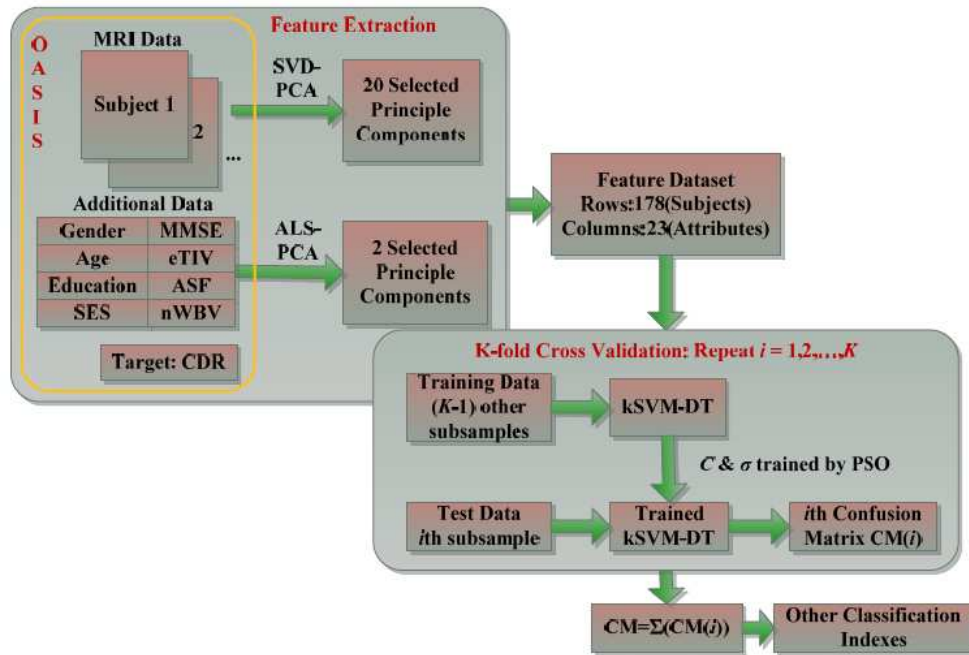 OASIS
Feature Extraction
MRI Data
Subject 1
2
...
SVD-
PCA
20 Selected
Principle
Components
Additional Data
Gender MMSE
Age eTIV
Education ASF
SES nWBV
ALS-
PCA
2 Selected
Principle
Components
Target: CDR
Feature Dataset
Rows:178(Subjects)
Columns:23(Attributes)
K-fold Cross Validation: Repeat i = 1,2,...,K
Training Data
(K-1) other
subsamples
kSVM-DT
C & σ trained by PSO
Test Data
ith subsample
Trained
kSVM-DT
ith Confusion
Matrix CM(i)
CM=Σ(CM(i))
Other Classification
Indexes